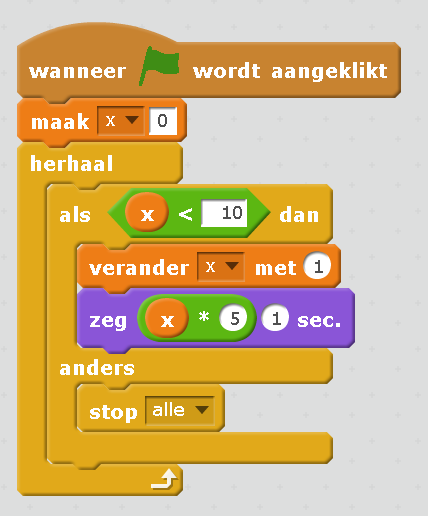 wanneer wordt aangeklikt
maak x 0
herhaal
als x < 10 dan
verander x met 1
zeg x * 5 1 sec.
anders
stop alle